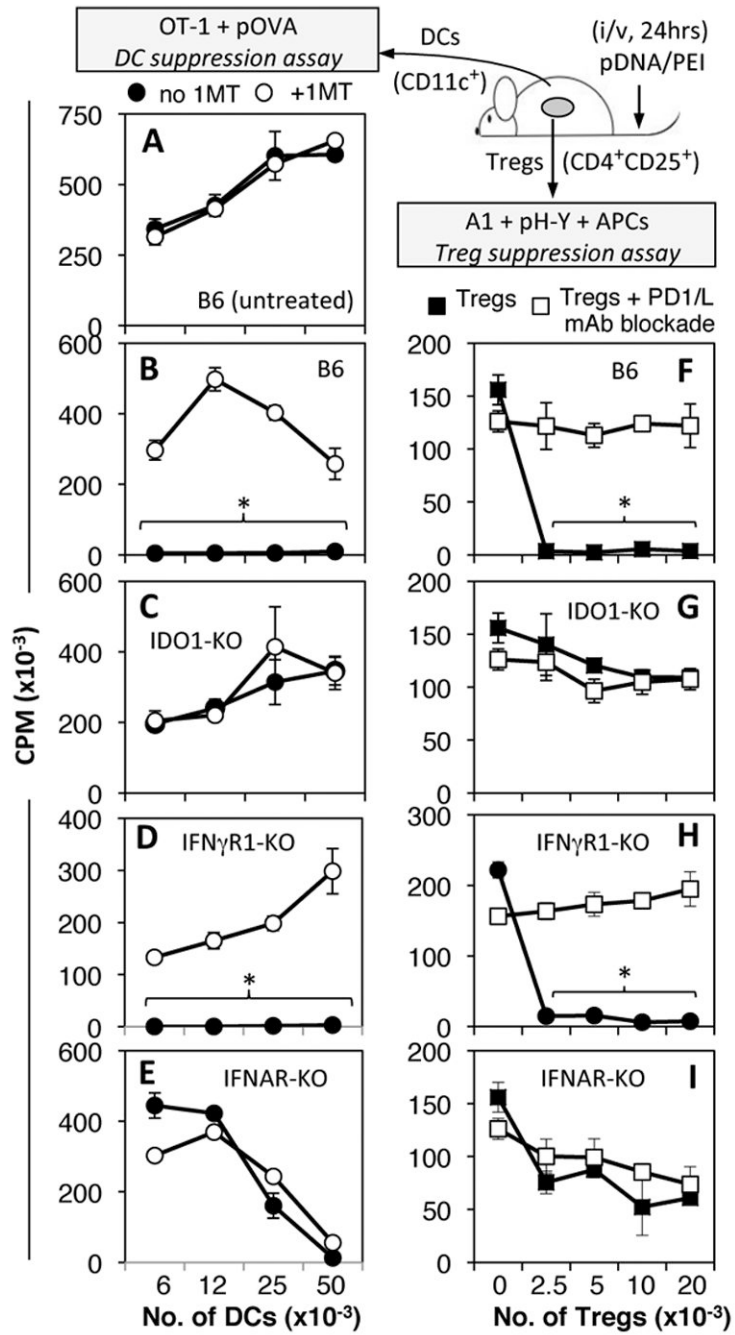 OT-1 + pOVA
DC suppression assay
DCs
(CD11c⁺)
(i/v, 24hrs)
pDNA/PEI
Tregs (CD4⁺CD25⁺)
A1 + pH-Y + APCs
Treg suppression assay
no 1MT +1MT
Tregs Tregs + PD1/L
mAb blockade
CPM (x10⁻³)
A
750
500
250
0
B6 (untreated)
B B6
600
400
200
0
*
F B6
200
150
100
50
0
*
C
IDO1-KO
600
400
200
0
G
IDO1-KO
200
150
100
50
0
D IFNγR1-KO
400
300
200
100
0
*
H
IFNγR1-KO
300
200
100
0
*
E IFNAR-KO
600
400
200
0
6 12 25 50
No. of DCs (x10⁻³)
IFNAR-KO I
200
150
100
50
0
0 2.5 5 10 20
No. of Tregs (x10⁻³)